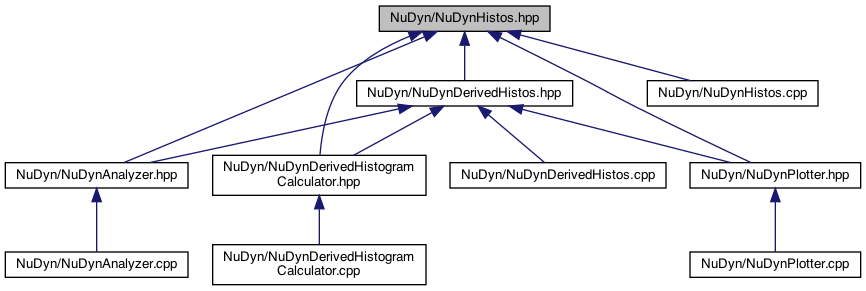 NuDyn/NuDynHistos.hpp
NuDyn/NuDynDerivedHistos.hpp
NuDyn/NuDynHistos.cpp
NuDyn/NuDynAnalyzer.hpp
NuDyn/NuDynDerivedHistogram
Calculator.hpp
NuDyn/NuDynDerivedHistos.cpp
NuDyn/NuDynPlotter.hpp
NuDyn/NuDynAnalyzer.cpp
NuDyn/NuDynDerivedHistogram
Calculator.cpp
NuDyn/NuDynPlotter.cpp